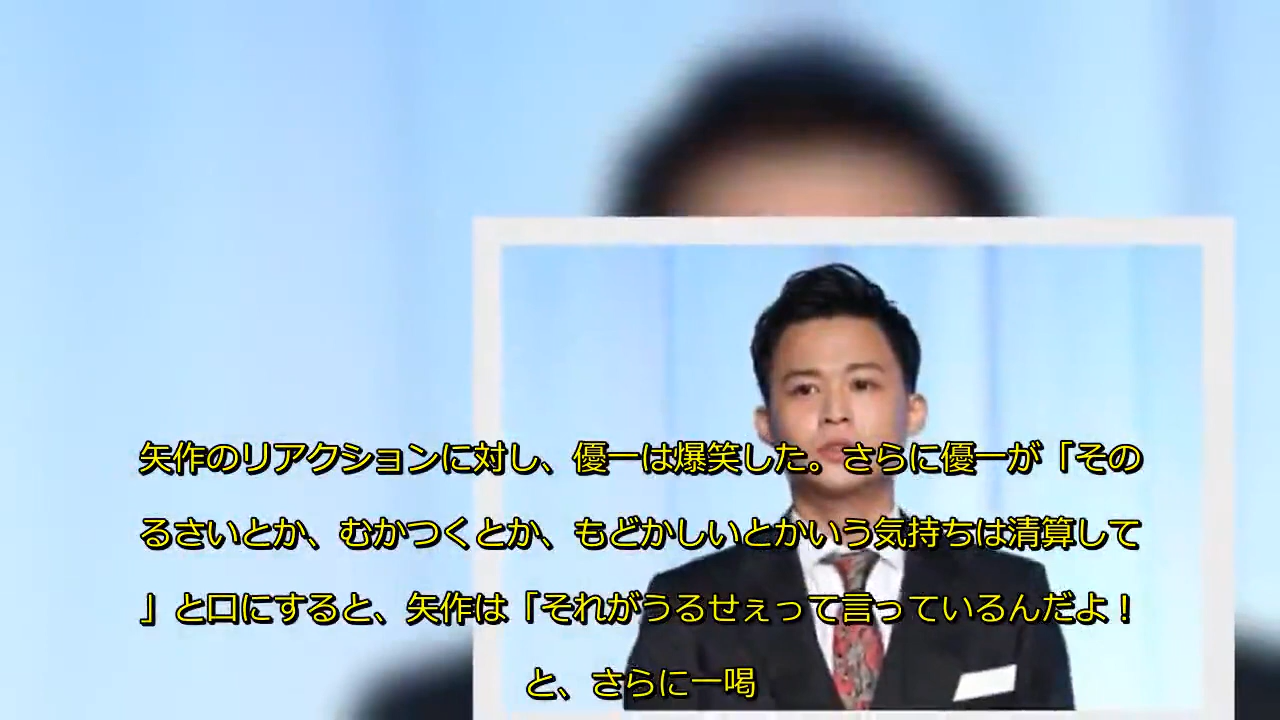 矢作のリアクションに対し、優一は爆笑した。さらに優一が「その
るさいとか、むかつくとか、もどかしいとかいう気持ちは清算して
」と口にすると、矢作は「それがうるせぇって言っているんだよ！
と、さらに一喝